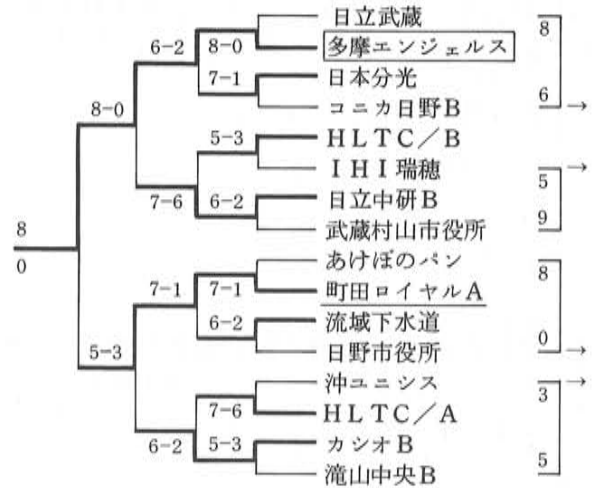 日立武蔵 8
6-2 8-0 多摩エンジェルス
7-1 日本分光
コニカ日野B 6 →
8-0
5-3 HLTC/B
IHI瑞穂 →
5
7-6 6-2 日立中研B
9
武蔵村山市役所
8
0
あけぼのパン 8
7-1 7-1 町田ロイヤルA
6-2 流域下水道
0
5-3 日野市役所 →
沖ユニシス 3 →
7-6 HLTC/A
6-2 5-3 カシオB
滝山中央B 5